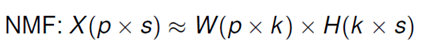 NMF: X(p × s) ≈ W(p × k) × H(k × s)